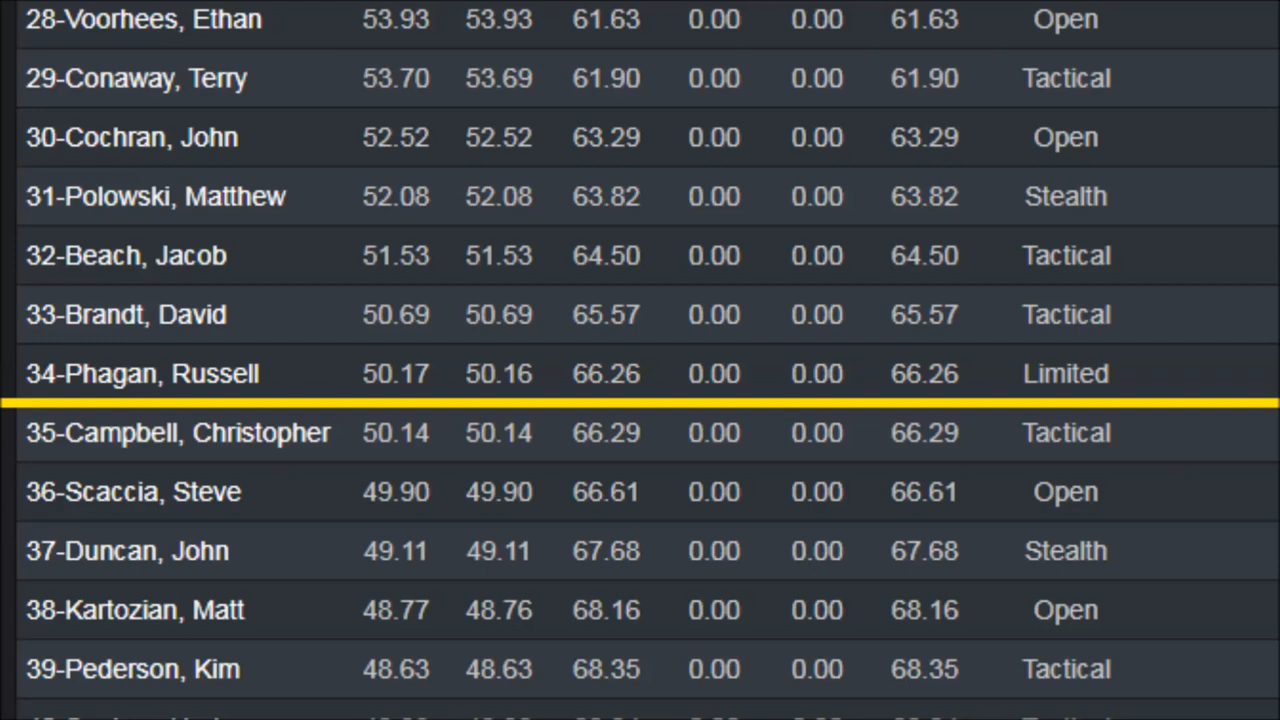 28-Voorhees, Ethan 53.93 53.93 61.63 0.00 0.00 61.63 Open
29-Conaway, Terry 53.70 53.69 61.90 0.00 0.00 61.90 Tactical
30-Cochran, John 52.52 52.52 63.29 0.00 0.00 63.29 Open
31-Polowski, Matthew 52.08 52.08 63.82 0.00 0.00 63.82 Stealth
32-Beach, Jacob 51.53 51.53 64.50 0.00 0.00 64.50 Tactical
33-Brandt, David 50.69 50.69 65.57 0.00 0.00 65.57 Tactical
34-Phagan, Russell 50.17 50.16 66.26 0.00 0.00 66.26 Limited
35-Campbell, Christopher 50.14 50.14 66.29 0.00 0.00 66.29 Tactical
36-Scaccia, Steve 49.90 49.90 66.61 0.00 0.00 66.61 Open
37-Duncan, John 49.11 49.11 67.68 0.00 0.00 67.68 Stealth
38-Kartozian, Matt 48.77 48.76 68.16 0.00 0.00 68.16 Open
39-Pederson, Kim 48.63 48.63 68.35 0.00 0.00 68.35 Tactical